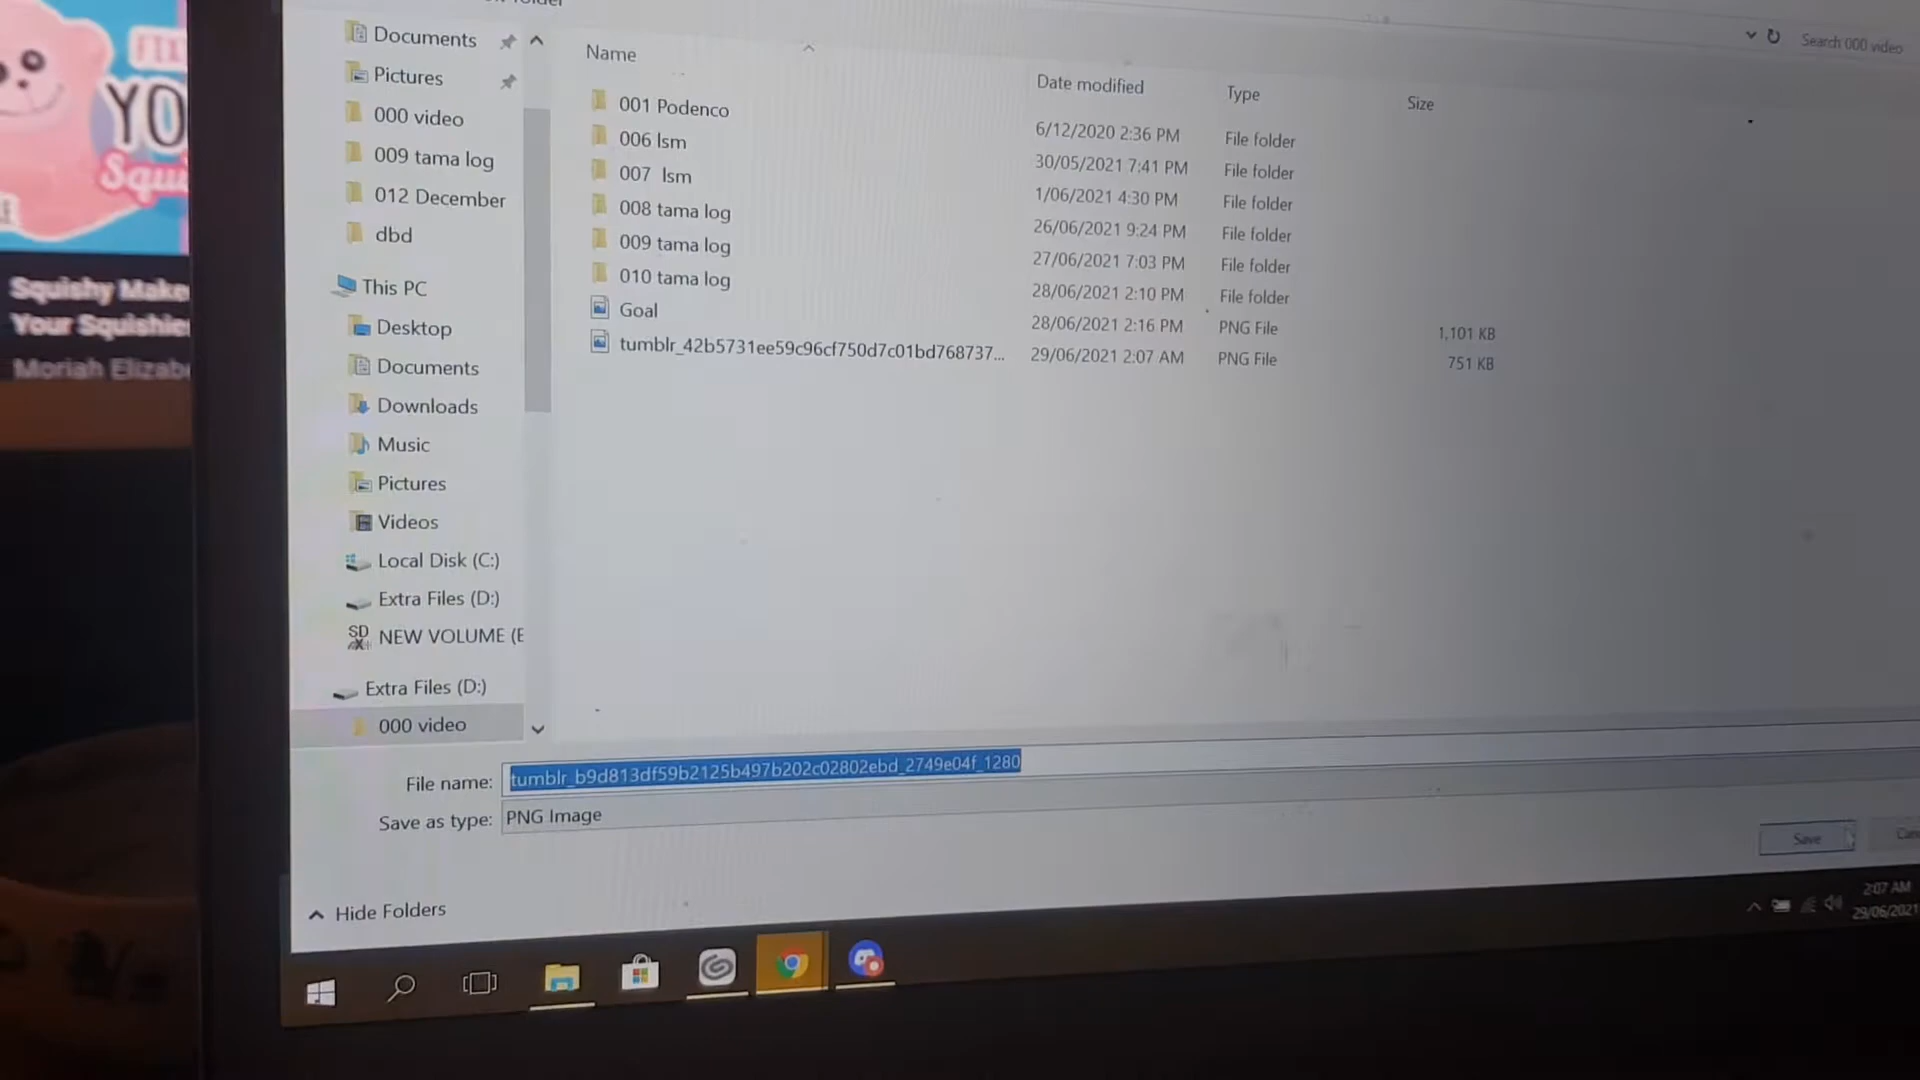 Search 000 video
Documents
Pictures
000 video
009 tama log
012 December
dbd
This PC
Desktop
Documents
Downloads
Music
Pictures
Videos
Local Disk (C:)
Extra Files (D:)
NEW VOLUME (E
Extra Files (D:)
000 video
Name Date modified Type Size
001 Podenco 6/12/2020 2:36 PM File folder
006 lsm 30/05/2021 7:41 PM File folder
007 lsm 1/06/2021 4:30 PM File folder
008 tama log 26/06/2021 9:24 PM File folder
009 tama log 27/06/2021 7:03 PM File folder
010 tama log 28/06/2021 2:10 PM File folder
Goal 28/06/2021 2:16 PM PNG File 1,101 KB
tumblr_42b5731ee59c96cf750d7c01bd768737... 29/06/2021 2:07 AM PNG File 751 KB
File name: tumblr_b9d813df59b2125b497b202c02802ebd_2749e04f_1280
Save as type: PNG Image
Save
Hide Folders
2:07 AM
29/06/2021
YO
Squi
Squishy Make
Your Squishie
Moriah Elizab